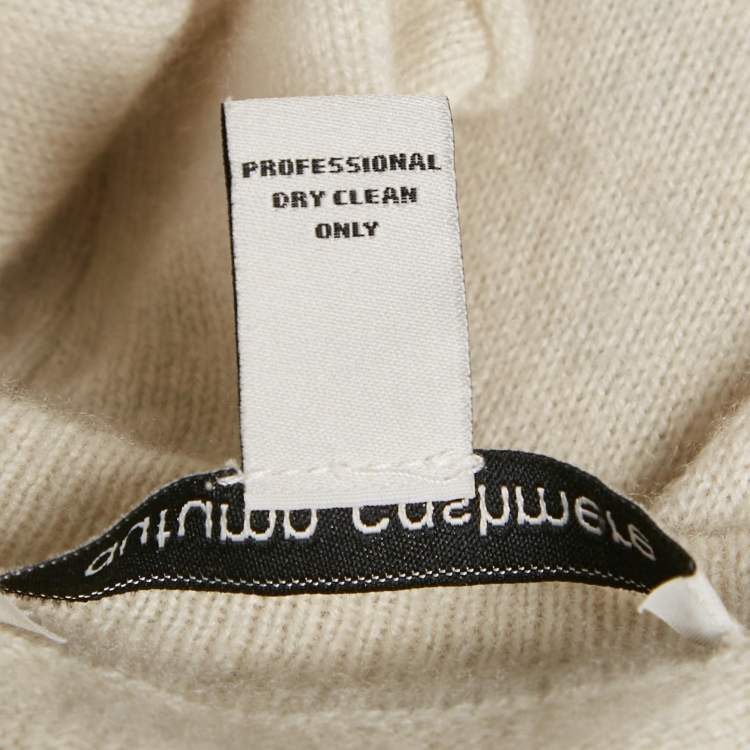 PROFESSIONAL
DRY CLEAN
ONLY
autumn cashmere